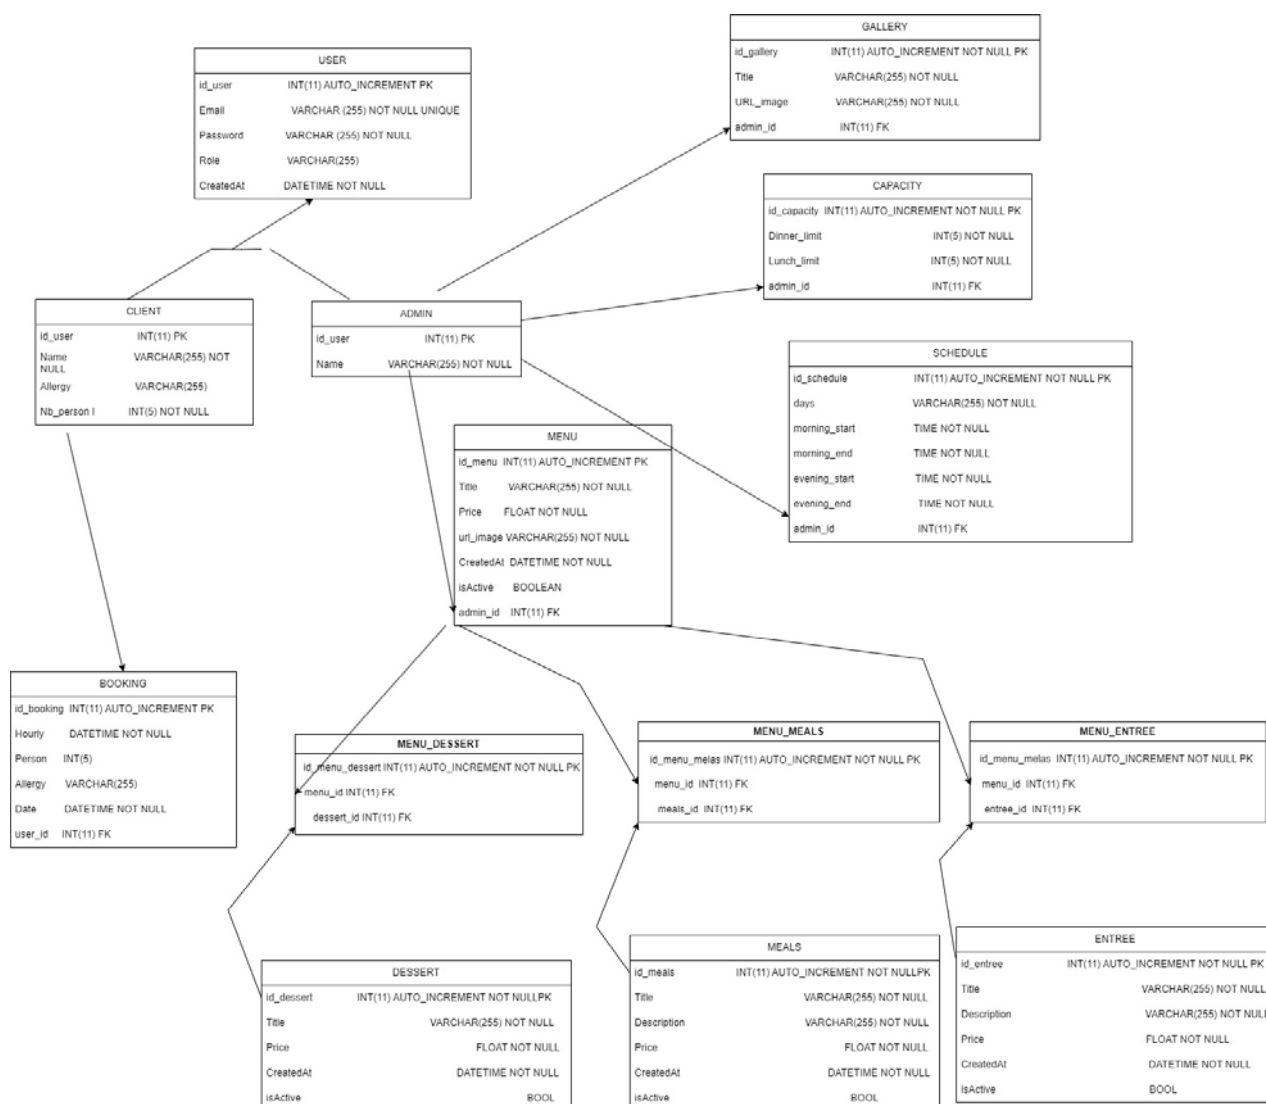 USER
id_user INT(11) AUTO_INCREMENT PK
Email VARCHAR (255) NOT NULL UNIQUE
Password VARCHAR (255) NOT NULL
Role VARCHAR(255)
CreatedAt DATETIME NOT NULL
GALLERY
id_gallery INT(11) AUTO_INCREMENT NOT NULL PK
Title VARCHAR(255) NOT NULL
URL_image VARCHAR(255) NOT NULL
admin_id INT(11) FK
CAPACITY
id_capacity INT(11) AUTO_INCREMENT NOT NULL PK
Dinner_limit INT(5) NOT NULL
Lunch_limit INT(5) NOT NULL
admin_id INT(11) FK
CLIENT
id_user INT(11) PK
Name VARCHAR(255) NOT
NULL
Allergy VARCHAR(255)
Nb_person l INT(5) NOT NULL
ADMIN
id_user INT(11) PK
Name VARCHAR(255) NOT NULL
SCHEDULE
id_schedule INT(11) AUTO_INCREMENT NOT NULL PK
days VARCHAR(255) NOT NULL
morning_start TIME NOT NULL
morning_end TIME NOT NULL
evening_start TIME NOT NULL
evening_end TIME NOT NULL
admin_id INT(11) FK
MENU
id_menu INT(11) AUTO_INCREMENT PK
Title VARCHAR(255) NOT NULL
Price FLOAT NOT NULL
url_image VARCHAR(255) NOT NULL
CreatedAt DATETIME NOT NULL
isActive BOOLEAN
admin_id INT(11) FK
BOOKING
id_booking INT(11) AUTO_INCREMENT PK
Hourly DATETIME NOT NULL
Person INT(5)
Allergy VARCHAR(255)
Date DATETIME NOT NULL
user_id INT(11) FK
MENU_DESSERT
id_menu_dessert INT(11) AUTO_INCREMENT NOT NULL PK
menu_id INT(11) FK
dessert_id INT(11) FK
MENU_MEALS
id_menu_melas INT(11) AUTO_INCREMENT NOT NULL PK
menu_id INT(11) FK
meals_id INT(11) FK
MENU_ENTREE
id_menu_melas INT(11) AUTO_INCREMENT NOT NULL PK
menu_id INT(11) FK
entree_id INT(11) FK
DESSERT
id_dessert INT(11) AUTO_INCREMENT NOT NULLPK
Title VARCHAR(255) NOT NULL
Price FLOAT NOT NULL
CreatedAt DATETIME NOT NULL
isActive BOOL
MEALS
id_meals INT(11) AUTO_INCREMENT NOT NULLPK
Title VARCHAR(255) NOT NULL
Description VARCHAR(255) NOT NULL
Price FLOAT NOT NULL
CreatedAt DATETIME NOT NULL
isActive BOOL
ENTREE
id_entree INT(11) AUTO_INCREMENT NOT NULL PK
Title VARCHAR(255) NOT NULL
Description VARCHAR(255) NOT NULL
Price FLOAT NOT NULL
CreatedAt DATETIME NOT NULL
isActive BOOL